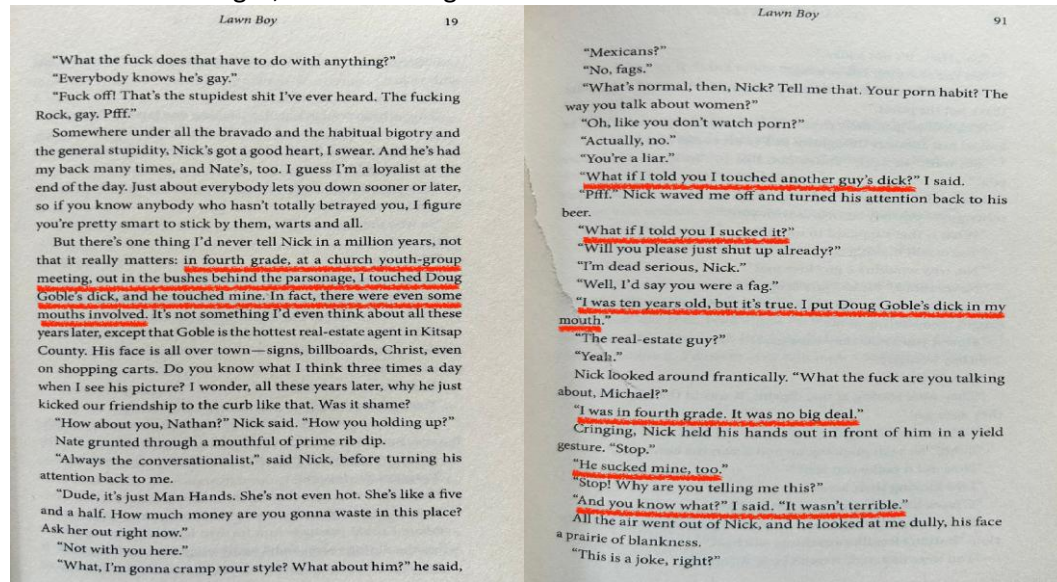 Lawn Boy 19
"What the fuck does that have to do with anything?"
"Everybody knows he's gay."
"Fuck off! That's the stupidest shit I've ever heard. The fucking
Rock, gay. Pfff."
Somewhere under all the bravado and the habitual bigotry and
the general stupidity, Nick's got a good heart, I swear. And he's had
my back many times, and Nate's, too. I guess I'm a loyalist at the
end of the day. Just about everybody lets you down sooner or later,
so if you know anybody who hasn't totally betrayed you, I figure
you're pretty smart to stick by them, warts and all.
But there's one thing I'd never tell Nick in a million years, not
that it really matters: in fourth grade, at a church youth-group
meeting, out in the bushes behind the parsonage, I touched Doug
Goble's dick, and he touched mine. In fact, there were even some
mouths involved. It's not something I'd even think about all these
years later, except that Goble is the hottest real-estate agent in Kitsap
County. His face is all over town—signs, billboards, Christ, even
on shopping carts. Do you know what I think three times a day
when I see his picture? I wonder, all these years later, why he just
kicked our friendship to the curb like that. Was it shame?
"How about you, Nathan?" Nick said. "How you holding up?"
Nate grunted through a mouthful of prime rib dip.
"Always the conversationalist," said Nick, before turning his
attention back to me.
"Dude, it's just Man Hands. She's not even hot. She's like a five
and a half. How much money are you gonna waste in this place?
Ask her out right now."
"Not with you here."
"What, I'm gonna cramp your style? What about him?" he said,
Lawn Boy 91
"Mexicans?"
"No, fags."
"What's normal, then, Nick? Tell me that. Your porn habit? The
way you talk about women?"
"Oh, like you don't watch porn?"
"Actually, no."
"You're a liar."
"What if I told you I touched another guy's dick?" I said.
"Pfff." Nick waved me off and turned his attention back to his
beer.
"What if I told you I sucked it?"
"Will you please just shut up already?"
"I'm dead serious, Nick."
"Well, I'd say you were a fag."
"I was ten years old, but it's true. I put Doug Goble's dick in my
mouth."
"The real-estate guy?"
"Yeah."
Nick looked around frantically. "What the fuck are you talking
about, Michael?"
"I was in fourth grade. It was no big deal."
Cringing, Nick held his hands out in front of him in a yield
gesture. "Stop."
"He sucked mine, too."
"Stop! Why are you telling me this?"
"And you know what?" I said. "It wasn't terrible."
All the air went out of Nick, and he looked at me dully, his face
a prairie of blankness.
"This is a joke, right?"